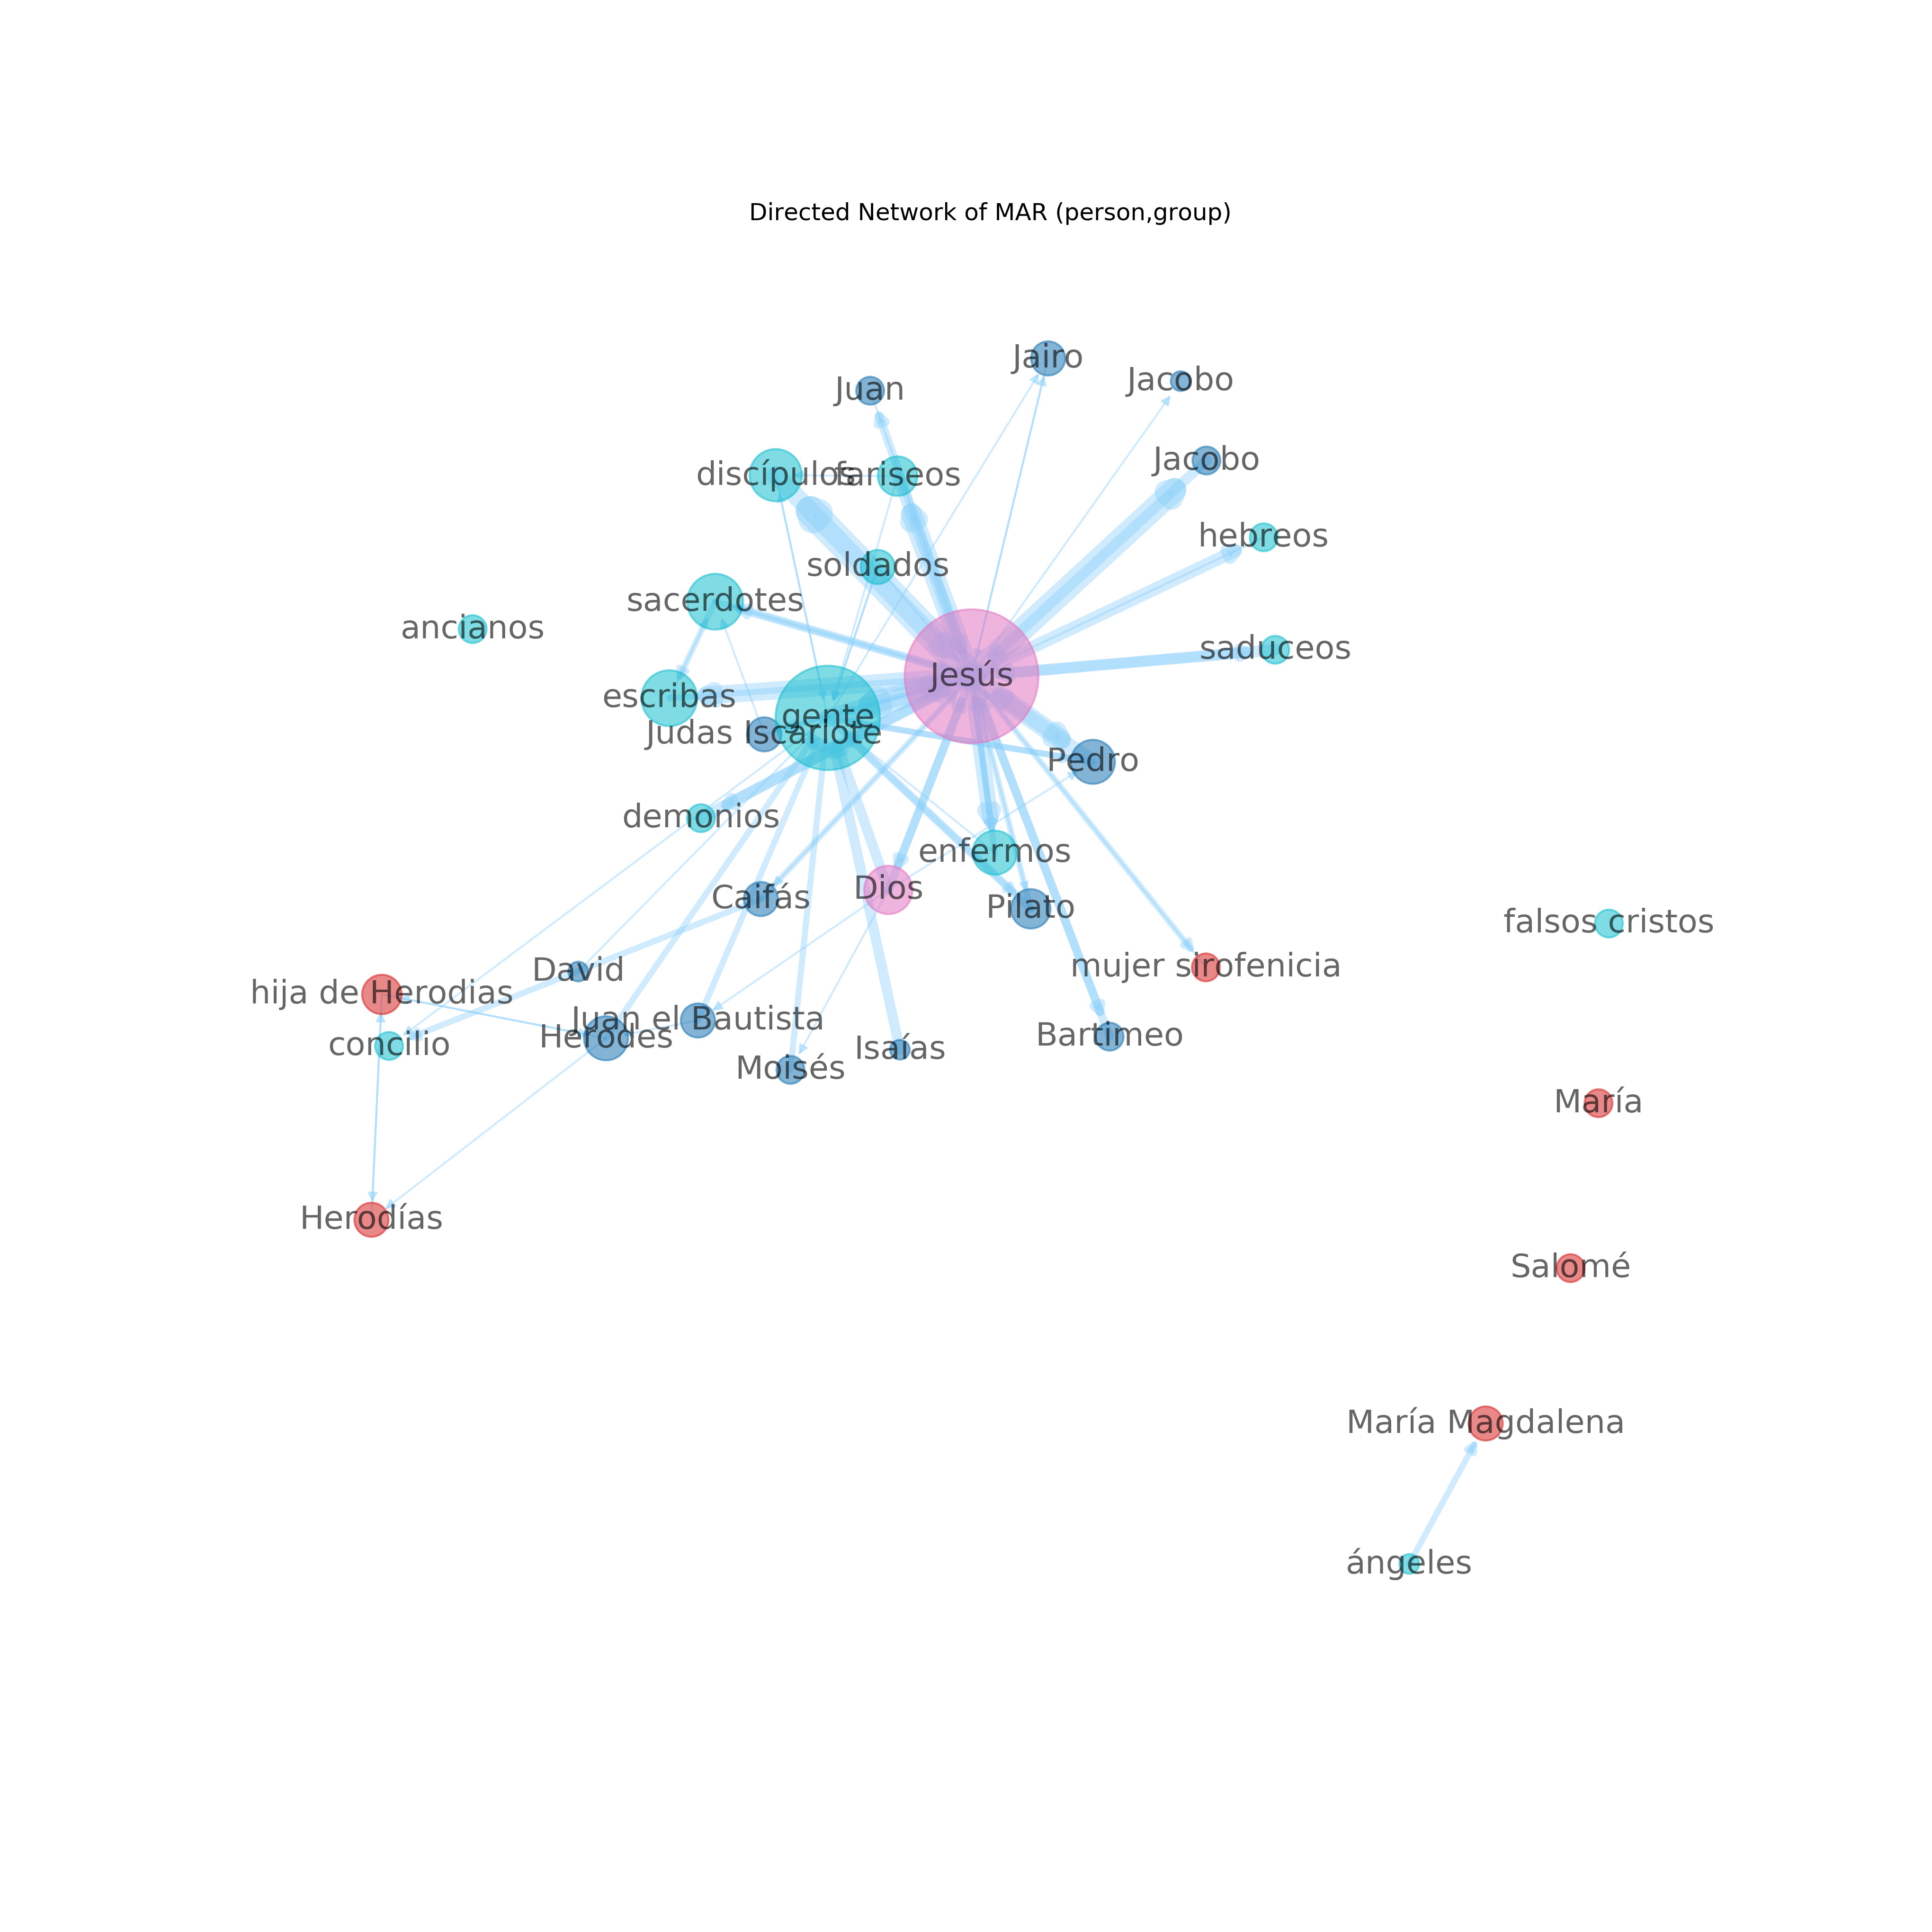 Directed Network of MAR (person,group)
Jairo
Jacobo
Juan
Jacobo
discípulos
fariseos
hebreos
soldados
sacerdotes
ancianos
saduceos
Jesús
escribas
gente
Judas Iscariote
Pedro
demonios
enfermos
Dios
Caifás
Pilato
falsos cristos
mujer sirofenicia
David
hija de Herodias
Juan el Bautista
Herodes
Bartimeo
concilio
Isaías
Moisés
María
Herodías
Salomé
María Magdalena
ángeles